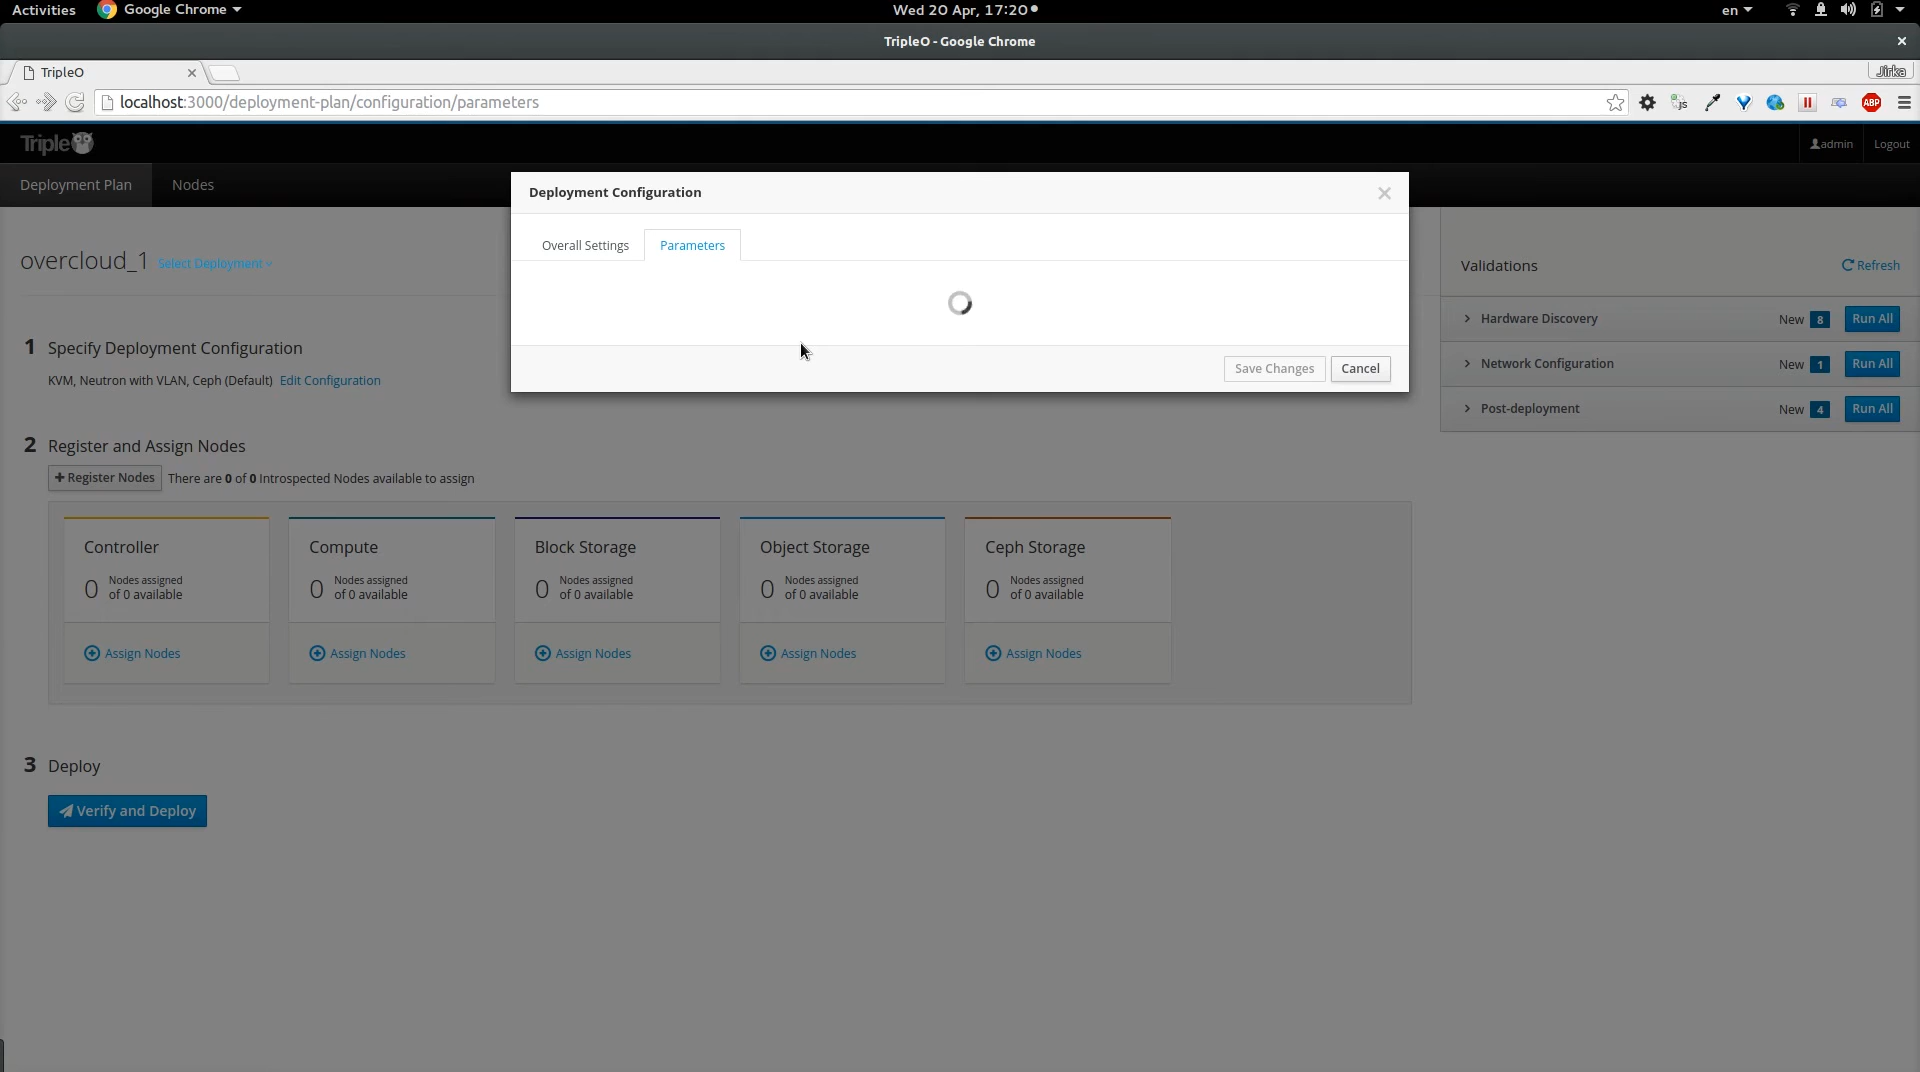 Activities Google Chrome Wed 20 Apr, 17:20 en
TripleO - Google Chrome
TripleO
Jirka
localhost:3000/deployment-plan/configuration/parameters
JS
ABP
Triple
admin Logout
Deployment Plan Nodes
Deployment Configuration
Overall Settings Parameters
Save Changes Cancel
overcloud_1 Select Deployment
Validations Refresh
Hardware Discovery New 8 Run All
Network Configuration New 1 Run All
Post-deployment New 4 Run All
1 Specify Deployment Configuration
KVM, Neutron with VLAN, Ceph (Default) Edit Configuration
2 Register and Assign Nodes
Register Nodes There are 0 of 0 Introspected Nodes available to assign
Controller
0 Nodes assigned
of 0 available
Assign Nodes
Compute
0 Nodes assigned
of 0 available
Assign Nodes
Block Storage
0 Nodes assigned
of 0 available
Assign Nodes
Object Storage
0 Nodes assigned
of 0 available
Assign Nodes
Ceph Storage
0 Nodes assigned
of 0 available
Assign Nodes
3 Deploy
Verify and Deploy